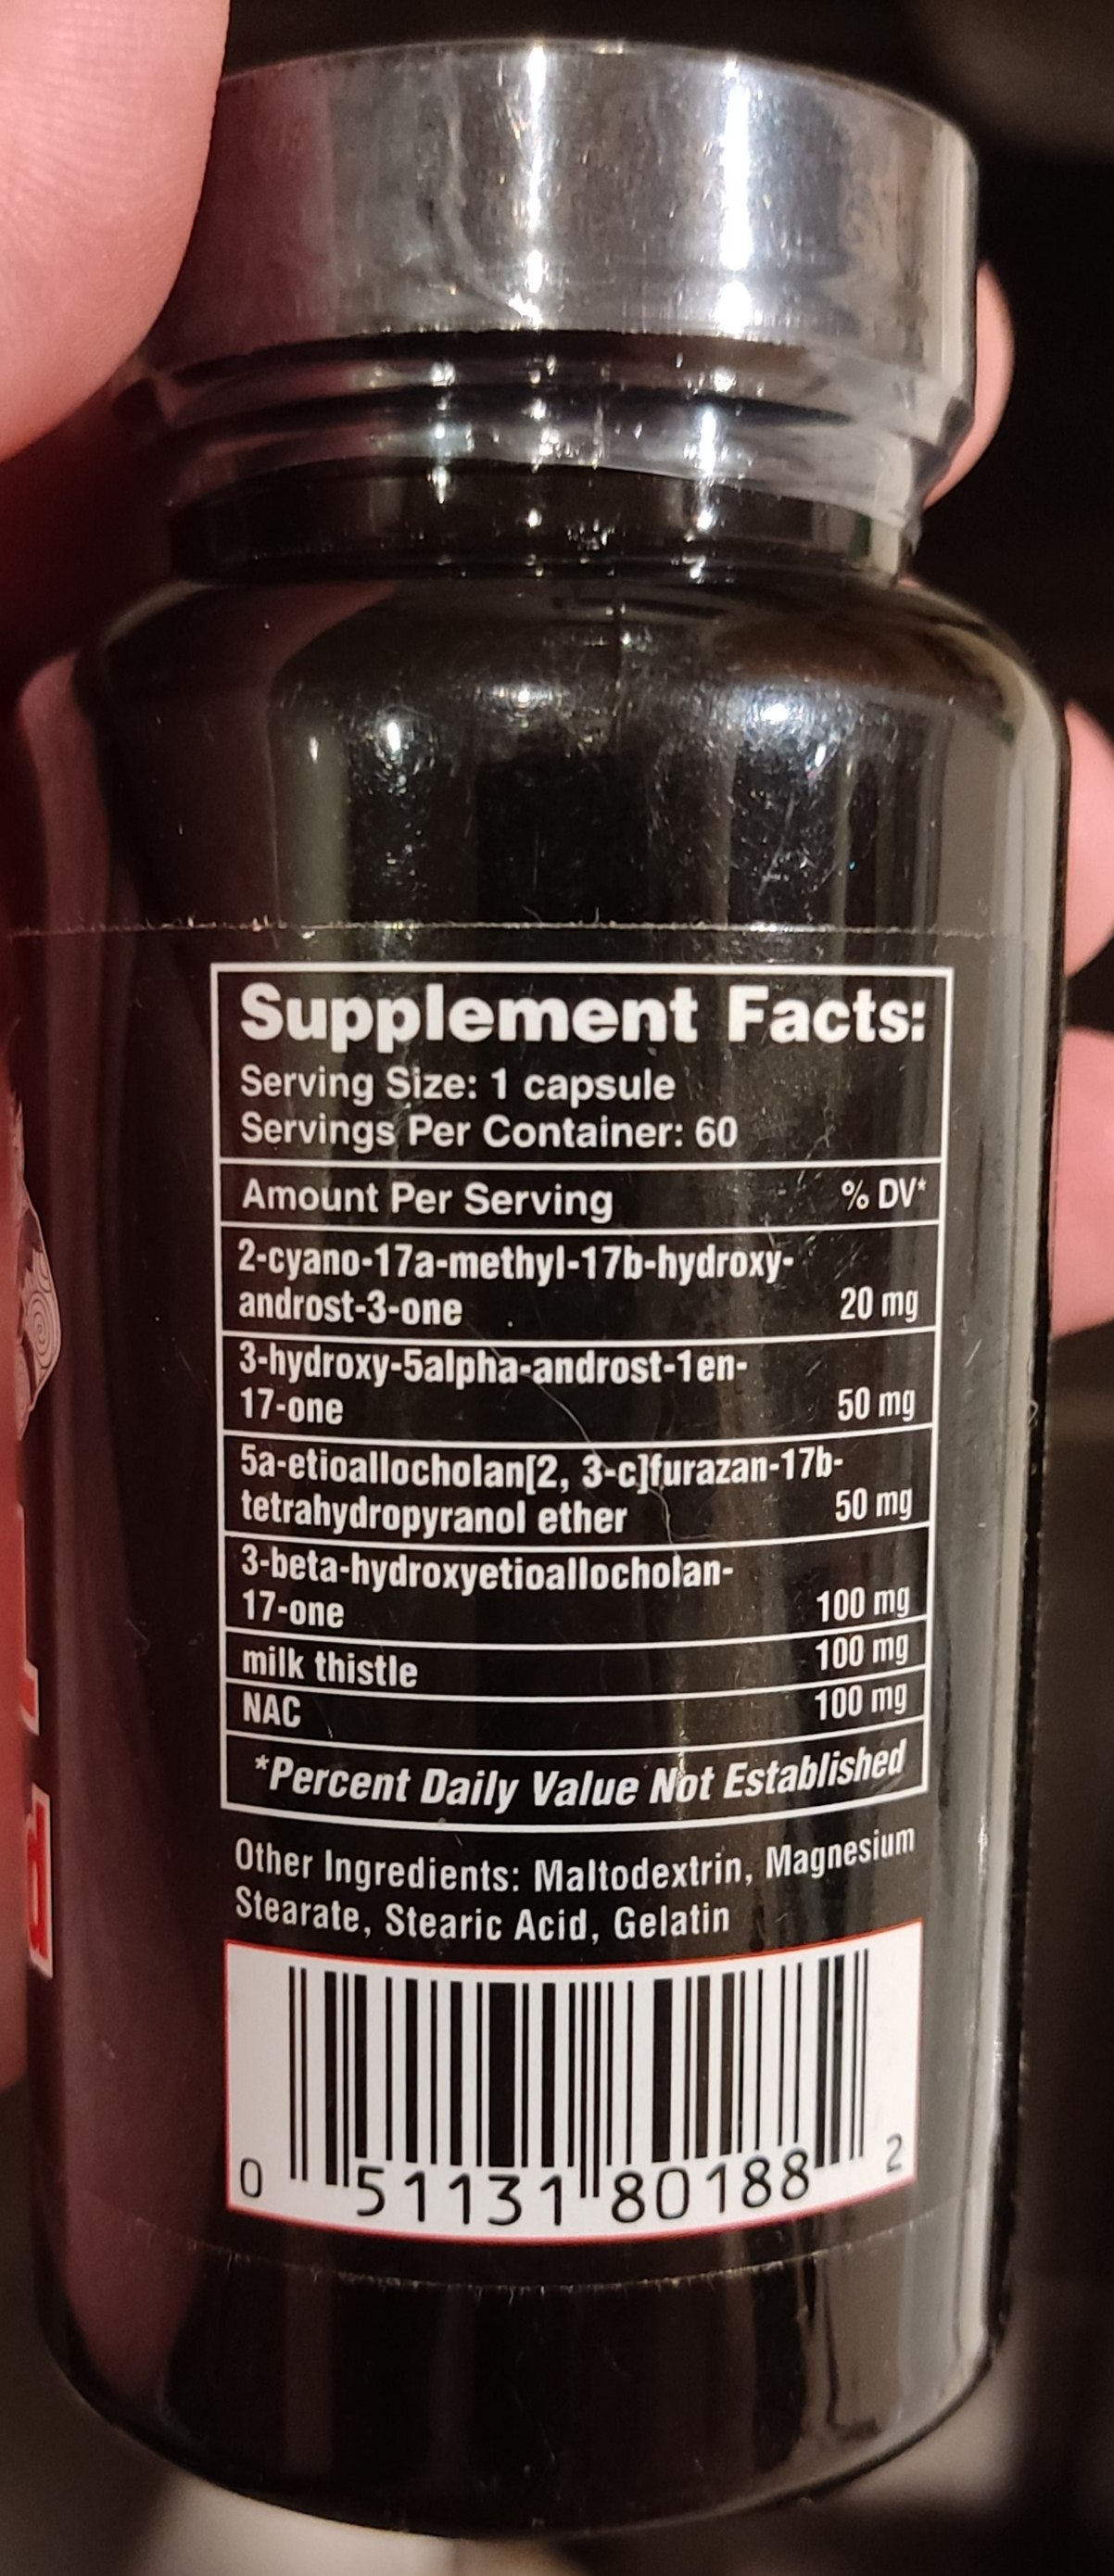 Supplement Facts:
Serving Size: 1 capsule
Servings Per Container: 60
Amount Per Serving % DV*
2-cyano-17a-methyl-17b-hydroxy-
androst-3-one 20 mg
3-hydroxy-5alpha-androst-1en-
17-one 50 mg
5a-etioallocholan[2, 3-c]furazan-17b-
tetrahydropyranol ether 50 mg
3-beta-hydroxyetioallocholan-
17-one 100 mg
milk thistle 100 mg
NAC 100 mg
*Percent Daily Value Not Established
Other Ingredients: Maltodextrin, Magnesium
Stearate, Stearic Acid, Gelatin
0 51131 80188 2